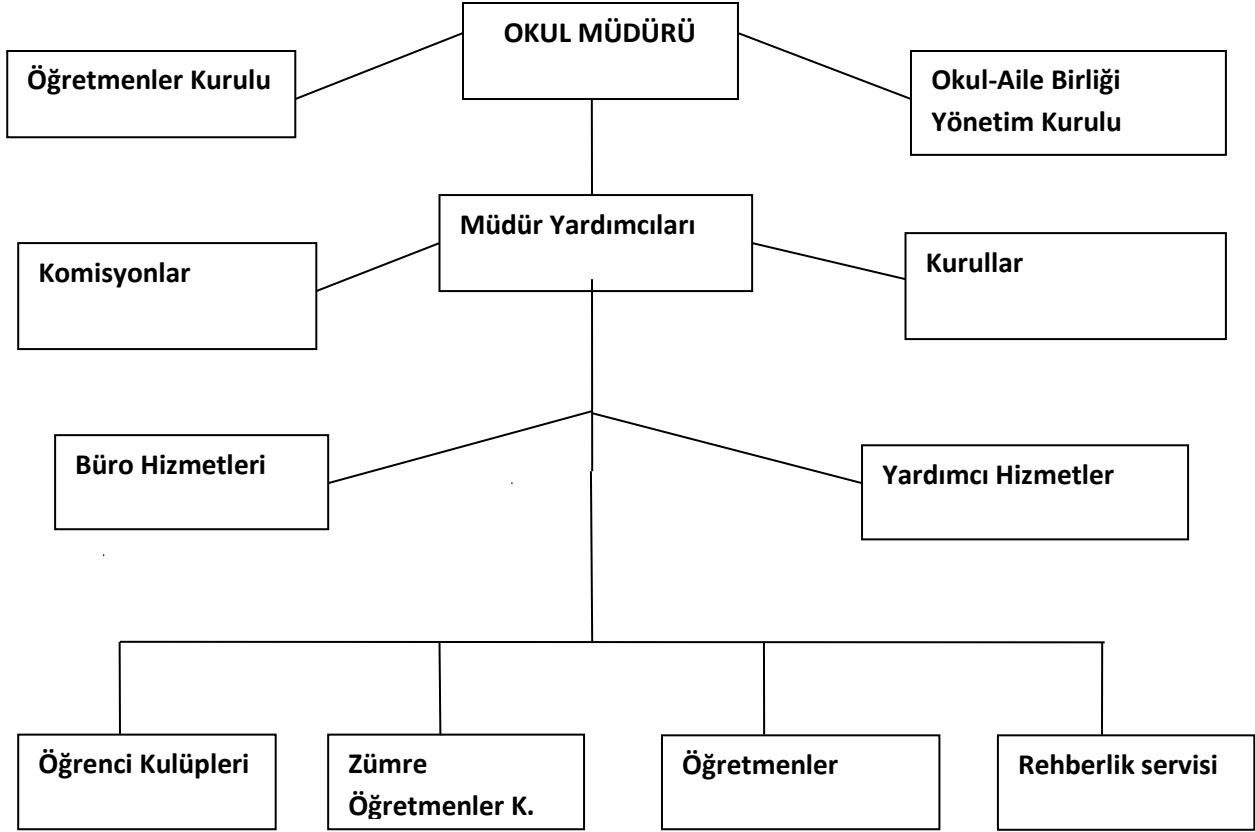 OKUL MÜDÜRÜ
Öğretmenler Kurulu
Okul-Aile Birliği
Yönetim Kurulu
Müdür Yardımcıları
Komisyonlar
Kurullar
Büro Hizmetleri
Yardımcı Hizmetler
Öğrenci Kulüpleri
Zümre
Öğretmenler K.
Öğretmenler
Rehberlik servisi